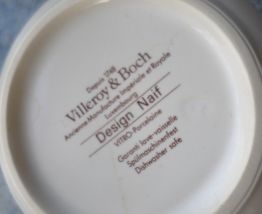 Depuis 1748
Villeroy & Boch
Ancienne Manufacture Impériale et Royale
Luxembourg
Design Naif
VITRO-Porcelaine
Garanti lave-vaisselle
Spülmaschinenfest
Dishwasher safe